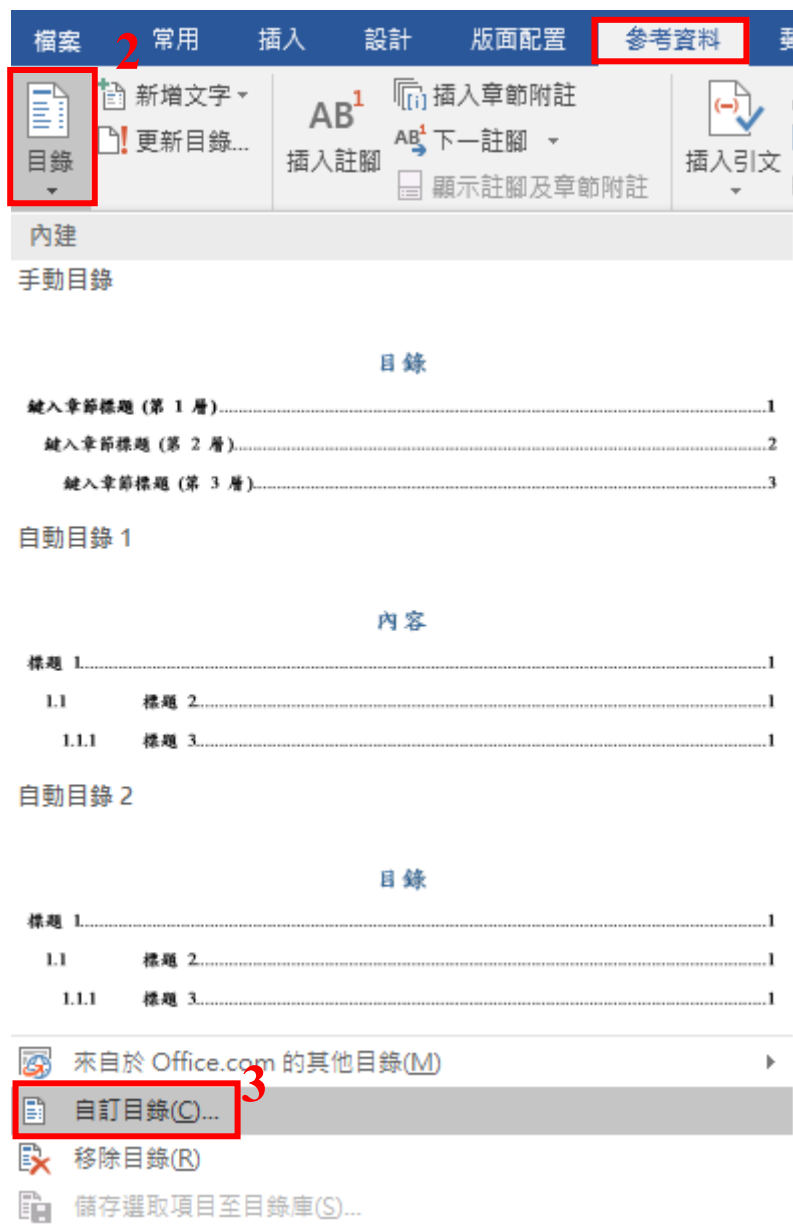 檔案 常用 插入 設計 版面配置 參考資料
2
目錄
新增文字
更新目錄...
AB1
插入註腳
[i] 插入章節附註
AB1 下一註腳
顯示註腳及章節附註
(-)
插入引文
內建
手動目錄
目錄
鍵入章節標題 (第 1 層)......1
鍵入章節標題 (第 2 層)......2
鍵入章節標題 (第 3 層)......3
自動目錄 1
內容
標題 1......1
1.1 標題 2......1
1.1.1 標題 3......1
自動目錄 2
目錄
標題 1......1
1.1 標題 2......1
1.1.1 標題 3......1
來自於 Office.com 的其他目錄(M)
3
自訂目錄(C)...
移除目錄(R)
儲存選取項目至目錄庫(S)...